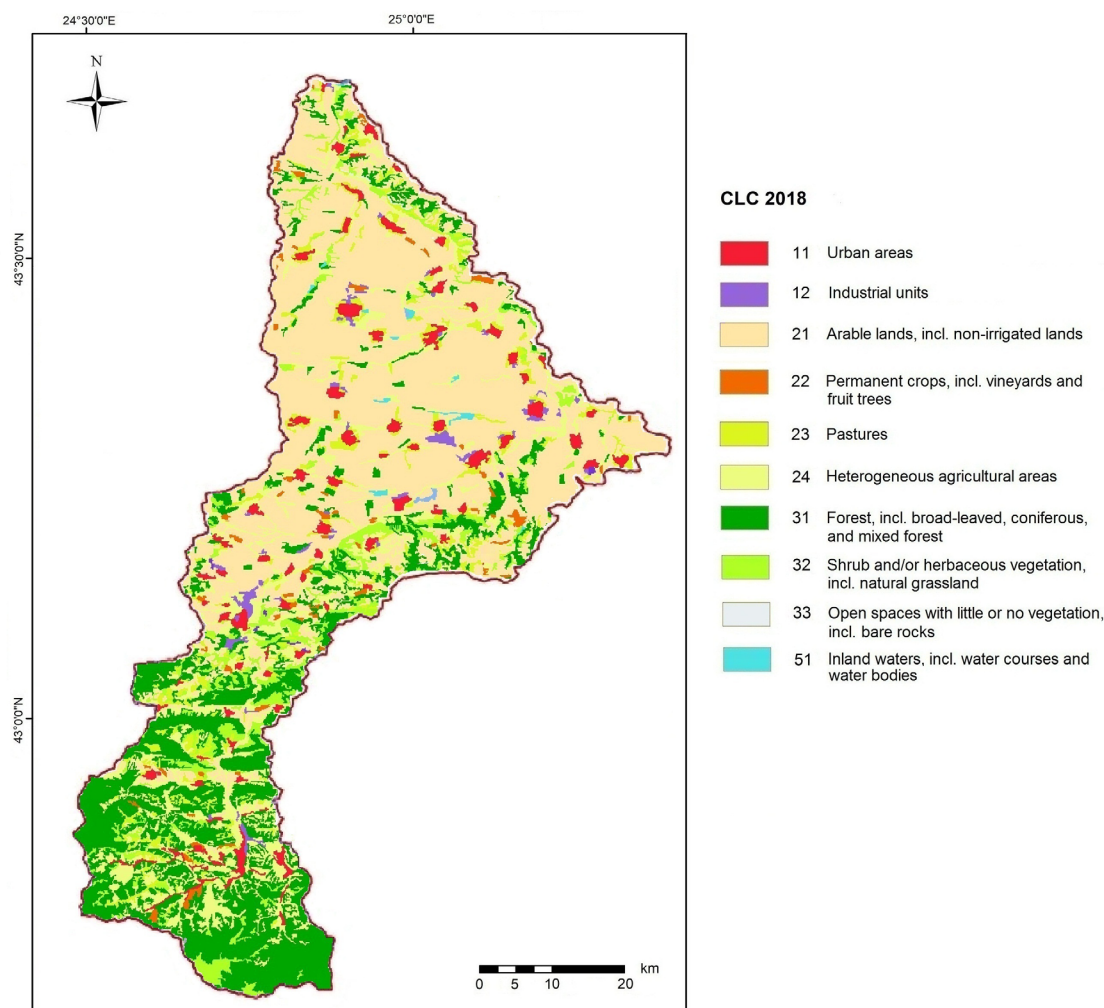 24°30'0"E
25°0'0"E
N
43°30'0"N
43°0'0"N
CLC 2018
11 Urban areas
12 Industrial units
21 Arable lands, incl. non-irrigated lands
22 Permanent crops, incl. vineyards and
fruit trees
23 Pastures
24 Heterogeneous agricultural areas
31 Forest, incl. broad-leaved, coniferous,
and mixed forest
32 Shrub and/or herbaceous vegetation,
incl. natural grassland
33 Open spaces with little or no vegetation,
incl. bare rocks
51 Inland waters, incl. water courses and
water bodies
km
0 5 10 20